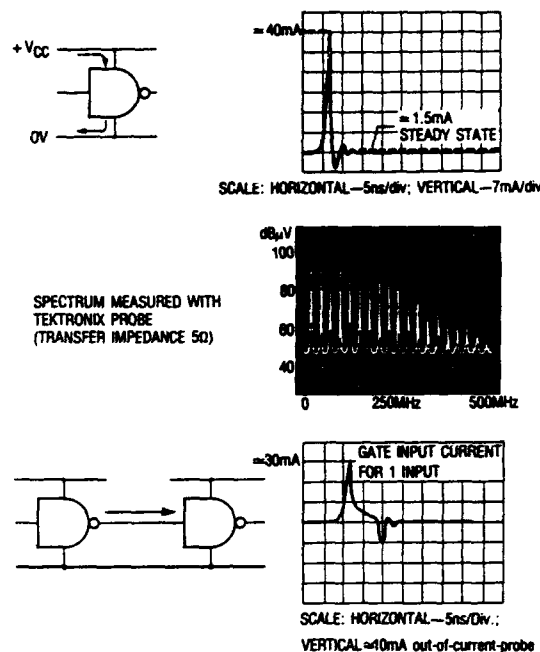 ≃40mA
+ VCC
0V
≃1.5mA
STEADY STATE
SCALE: HORIZONTAL—5ns/div; VERTICAL—7mA/div
dBμV
100
80
60
40
0
250MHz
500MHz
SPECTRUM MEASURED WITH
TEKTRONIX PROBE
(TRANSFER IMPEDANCE 5Ω)
≃30mA
GATE INPUT CURRENT
FOR 1 INPUT
SCALE: HORIZONTAL—5ns/Div.;
VERTICAL≃10mA out-of-current-probe